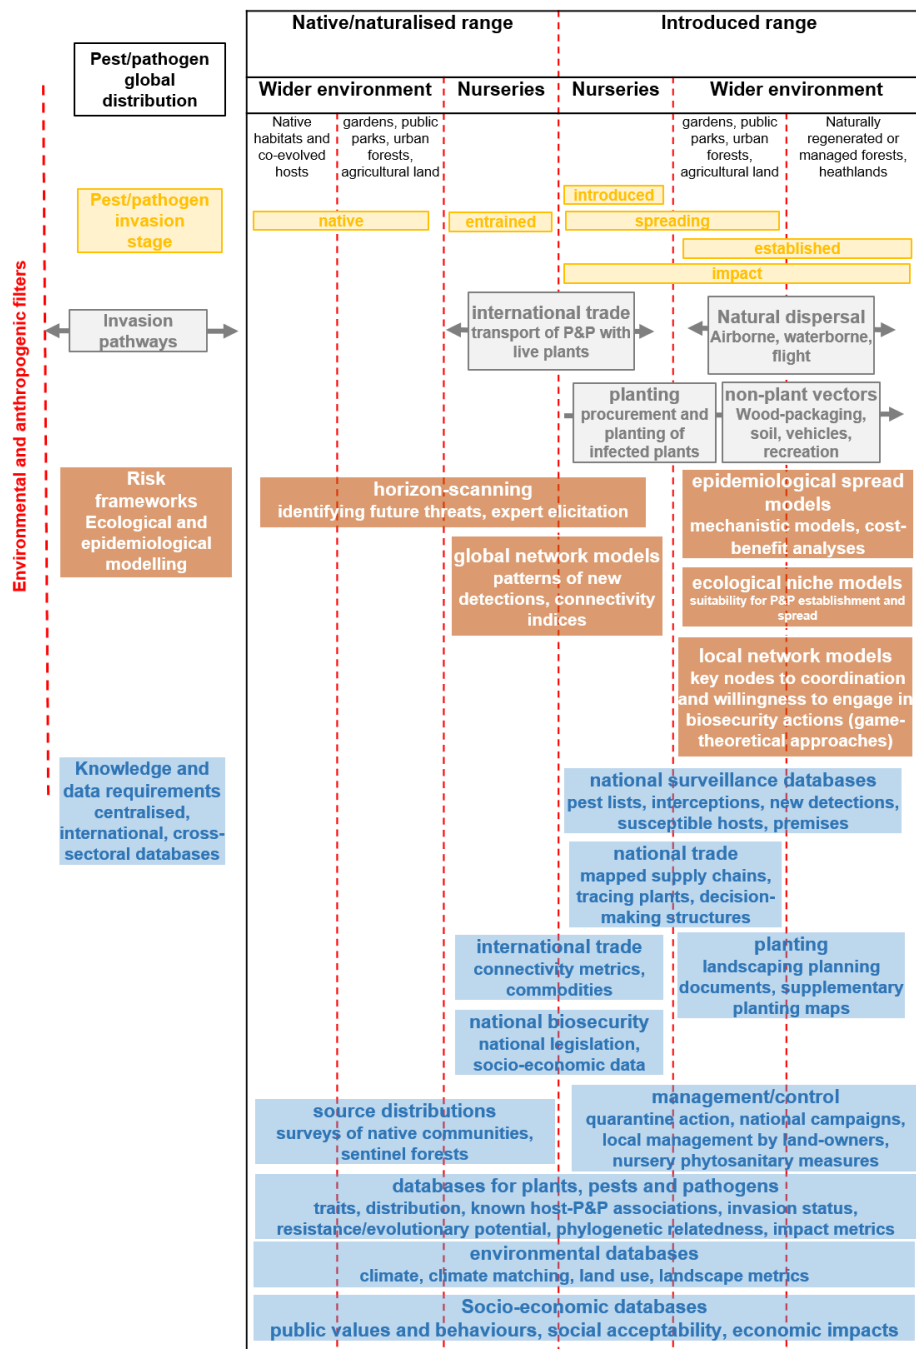 Native/naturalised range
Introduced range
Pest/pathogen
global
distribution
Wider environment
Nurseries
Nurseries
Wider environment
Native
habitats and
co-evolved
hosts
gardens, public
parks, urban
forests,
agricultural land
gardens, public
parks, urban
forests,
agricultural land
Naturally
regenerated or
managed forests,
heathlands
Environmental and anthropogenic filters
Pest/pathogen
invasion
stage
introduced
native
entrained
spreading
established
impact
Invasion
pathways
international trade
transport of P&P with
live plants
Natural dispersal
Airborne, waterborne,
flight
planting
procurement and
planting of
infected plants
non-plant vectors
Wood-packaging,
soil, vehicles,
recreation
Risk
frameworks
Ecological and
epidemiological
modelling
horizon-scanning
identifying future threats, expert elicitation
epidemiological spread
models
mechanistic models, cost-
benefit analyses
global network models
patterns of new
detections, connectivity
indices
ecological niche models
suitability for P&P establishment and
spread
local network models
key nodes to coordination
and willingness to engage in
biosecurity actions (game-
theoretical approaches)
Knowledge and
data requirements
centralised,
international, cross-
sectoral databases
national surveillance databases
pest lists, interceptions, new detections,
susceptible hosts, premises
national trade
mapped supply chains,
tracing plants, decision-
making structures
international trade
connectivity metrics,
commodities
planting
landscaping planning
documents, supplementary
planting maps
national biosecurity
national legislation,
socio-economic data
source distributions
surveys of native communities,
sentinel forests
management/control
quarantine action, national campaigns,
local management by land-owners,
nursery phytosanitary measures
databases for plants, pests and pathogens
traits, distribution, known host-P&P associations, invasion status,
resistance/evolutionary potential, phylogenetic relatedness, impact metrics
environmental databases
climate, climate matching, land use, landscape metrics
Socio-economic databases
public values and behaviours, social acceptability, economic impacts